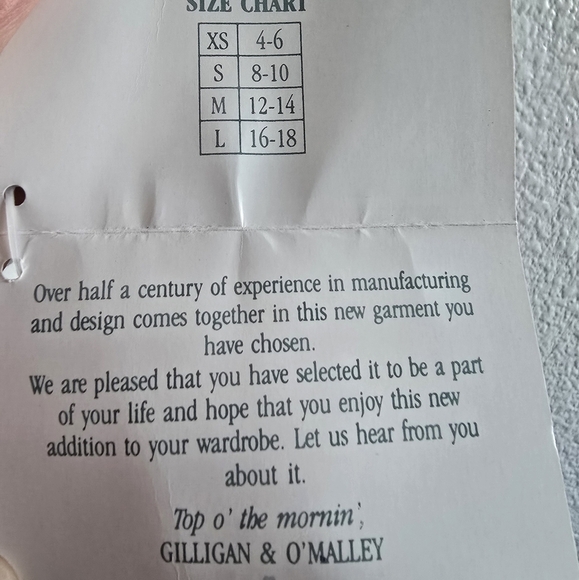 SIZE CHART
XS 4-6
S 8-10
M 12-14
L 16-18
Over half a century of experience in manufacturing
and design comes together in this new garment you
have chosen.
We are pleased that you have selected it to be a part
of your life and hope that you enjoy this new
addition to your wardrobe. Let us hear from you
about it.
Top o' the mornin',
GILLIGAN & O'MALLEY